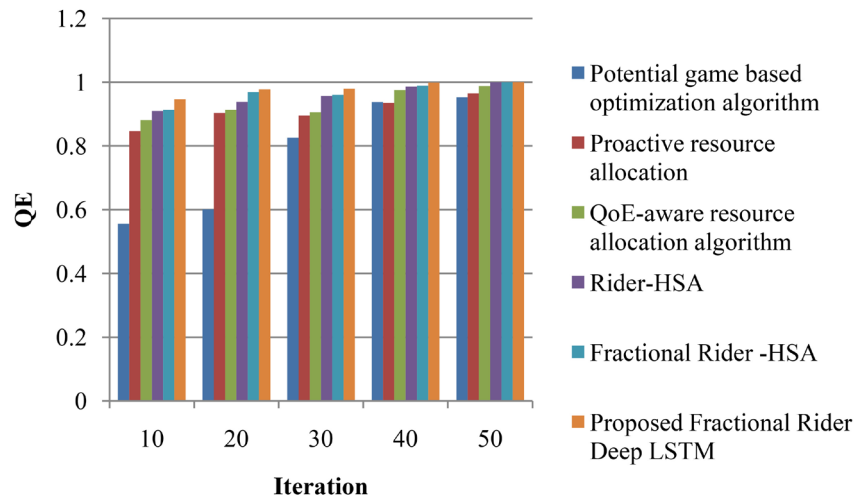 1.2
1
0.8
0.6
0.4
0.2
0
QE
10 20 30 40 50
Iteration
Potential game based
optimization algorithm
Proactive resource
allocation
QoE-aware resource
allocation algorithm
Rider-HSA
Fractional Rider -HSA
Proposed Fractional Rider
Deep LSTM